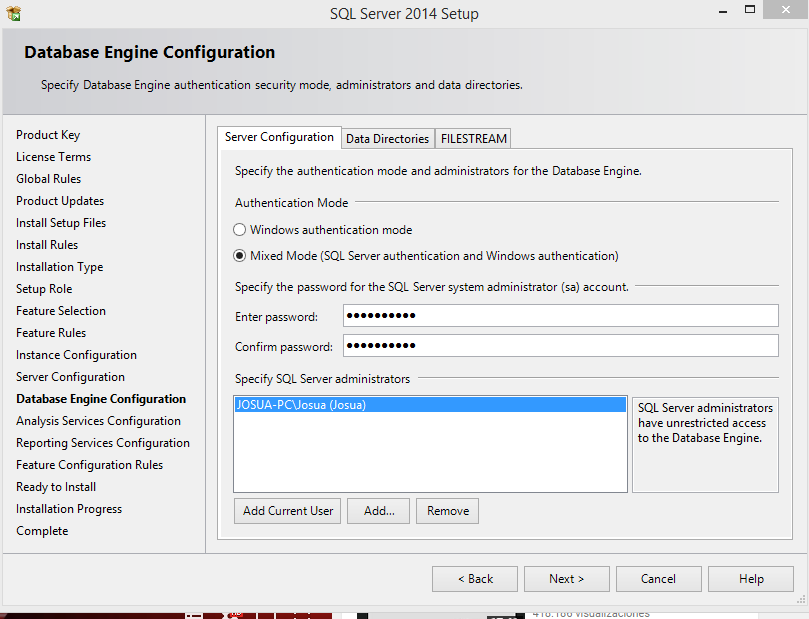 SQL Server 2014 Setup
Database Engine Configuration
Specify Database Engine authentication security mode, administrators and data directories.
Product Key
License Terms
Global Rules
Product Updates
Install Setup Files
Install Rules
Installation Type
Setup Role
Feature Selection
Feature Rules
Instance Configuration
Server Configuration
Database Engine Configuration
Analysis Services Configuration
Reporting Services Configuration
Feature Configuration Rules
Ready to Install
Installation Progress
Complete
Server Configuration
Data Directories
FILESTREAM
Specify the authentication mode and administrators for the Database Engine.
Authentication Mode
Windows authentication mode
Mixed Mode (SQL Server authentication and Windows authentication)
Specify the password for the SQL Server system administrator (sa) account.
Enter password: ●●●●●●●●●●
Confirm password: ●●●●●●●●●●
Specify SQL Server administrators
JOSUA-PC\Josua (Josua)
SQL Server administrators
have unrestricted access
to the Database Engine.
Add Current User
Add...
Remove
< Back
Next >
Cancel
Help
418.186 visualizaciones